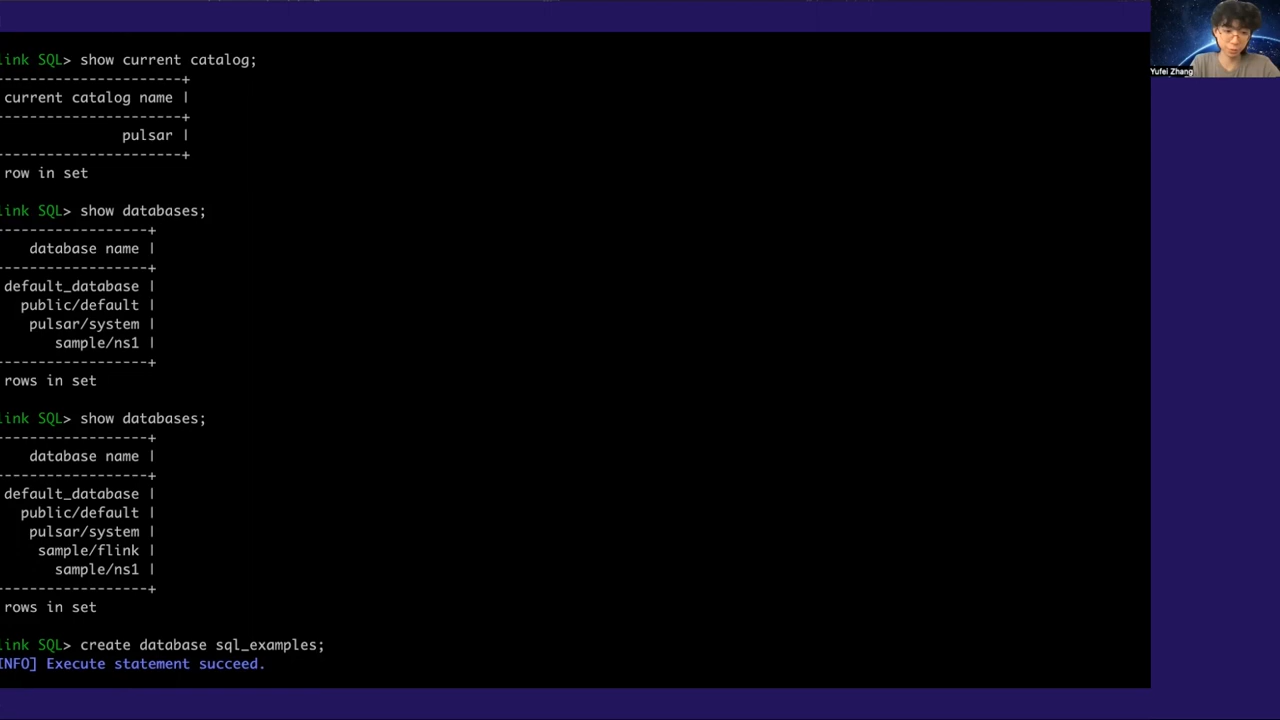 link SQL> show current catalog;
----------------------+
current catalog name |
----------------------+
pulsar |
----------------------+
row in set
link SQL> show databases;
------------------+
database name |
------------------+
default_database |
public/default |
pulsar/system |
sample/ns1 |
------------------+
rows in set
link SQL> show databases;
------------------+
database name |
------------------+
default_database |
public/default |
pulsar/system |
sample/flink |
sample/ns1 |
------------------+
rows in set
link SQL> create database sql_examples;
INFO] Execute statement succeed.
Yufei Zhang